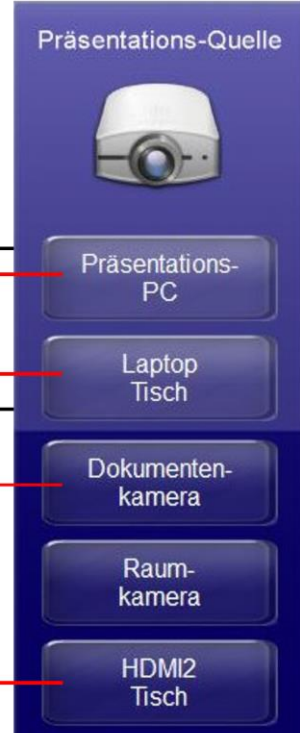 Präsentations-Quelle
Präsentations-
PC
Laptop
Tisch
Dokumenten-
kamera
Raum-
kamera
HDMI2
Tisch